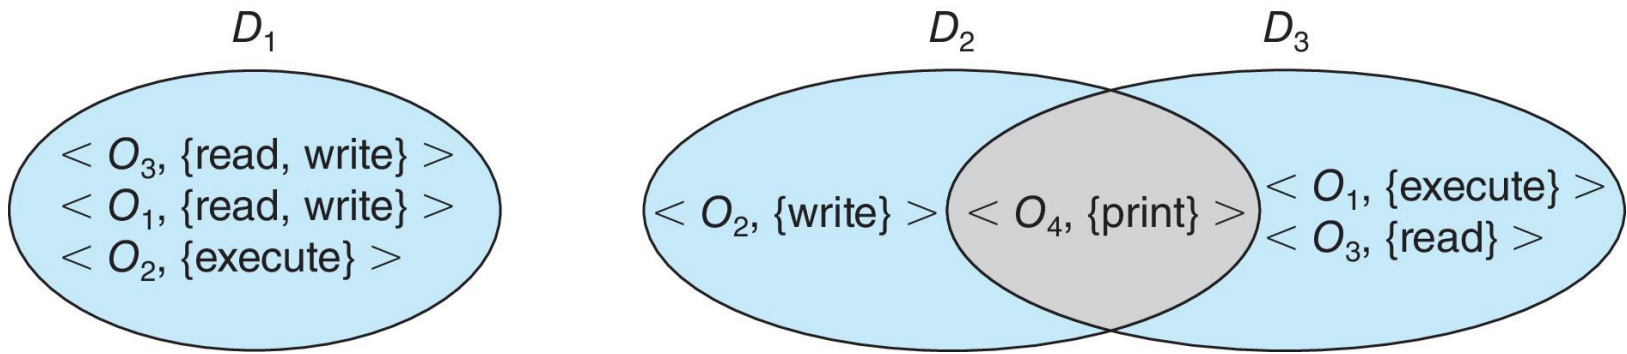 D₁
< O₃, {read, write} >
< O₁, {read, write} >
< O₂, {execute} >
D₂
D₃
< O₂, {write} >
< O₄, {print} >
< O₁, {execute} >
< O₃, {read} >